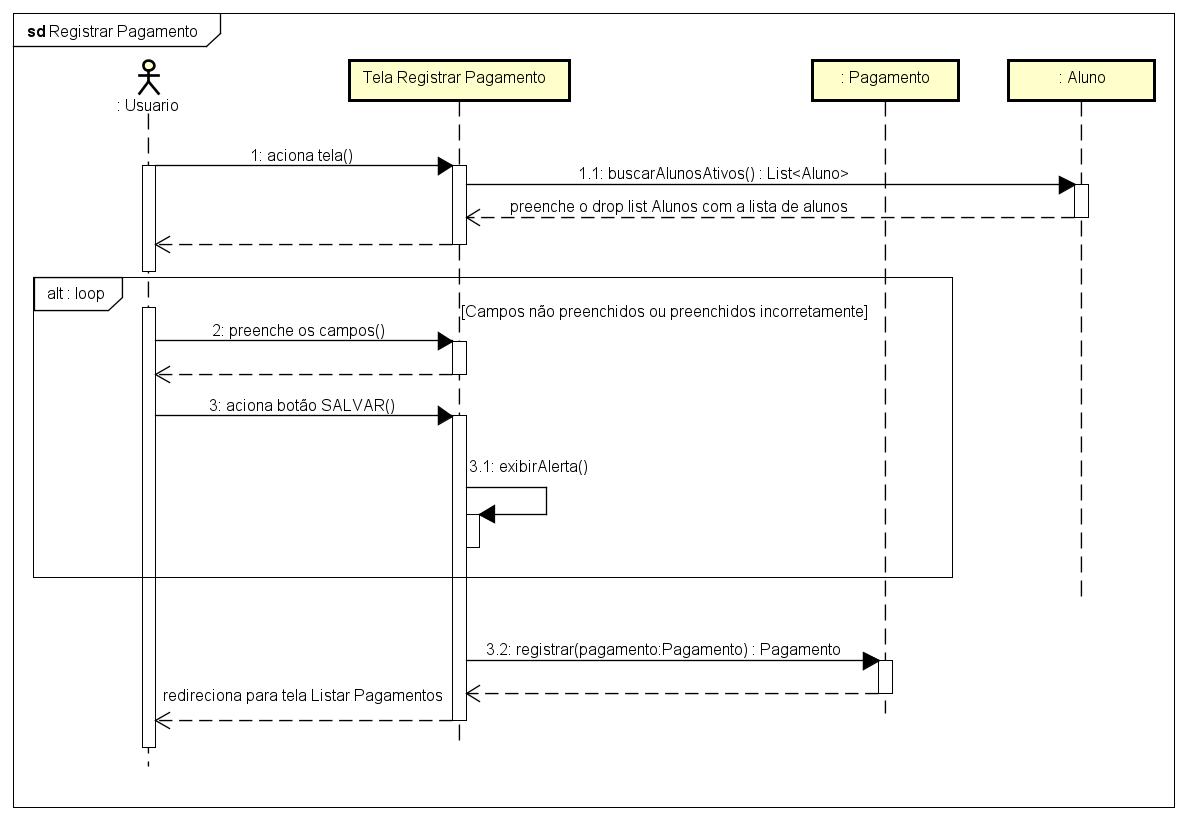 sd Registrar Pagamento
: Usuario
Tela Registrar Pagamento
: Pagamento
: Aluno
1: aciona tela()
1.1: buscarAlunosAtivos() : List<Aluno>
preenche o drop list Alunos com a lista de alunos
alt : loop
[Campos não preenchidos ou preenchidos incorretamente]
2: preenche os campos()
3: aciona botão SALVAR()
3.1: exibirAlerta()
3.2: registrar(pagamento:Pagamento) : Pagamento
redireciona para tela Listar Pagamentos